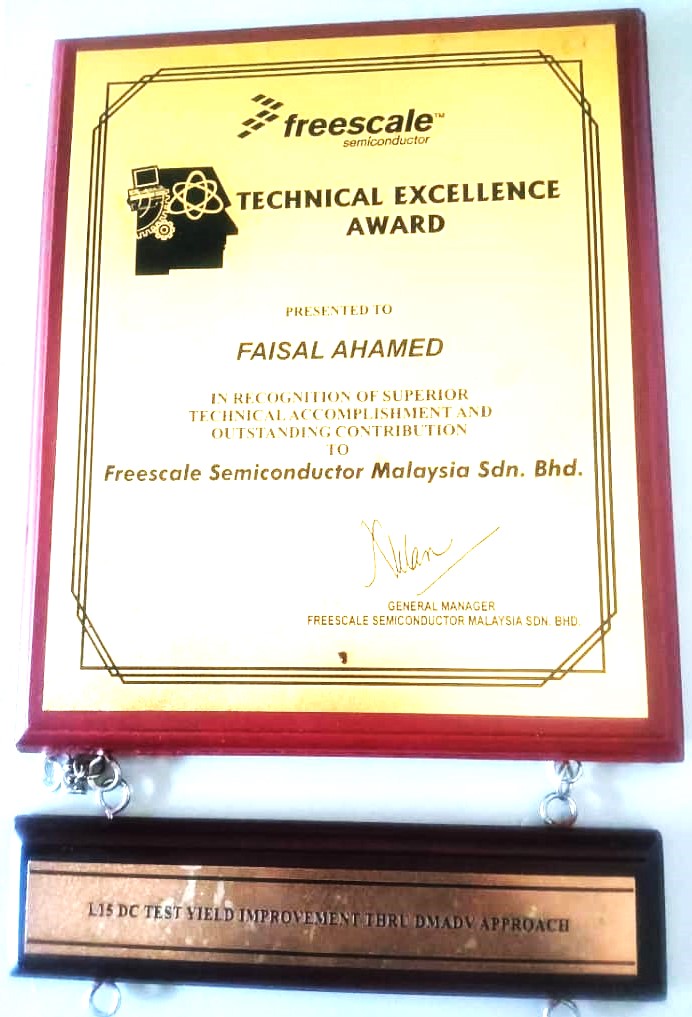 freescale™
semiconductor
TECHNICAL EXCELLENCE
AWARD
PRESENTED TO
FAISAL AHAMED
IN RECOGNITION OF SUPERIOR
TECHNICAL ACCOMPLISHMENT AND
OUTSTANDING CONTRIBUTION
TO
Freescale Semiconductor Malaysia Sdn. Bhd.
GENERAL MANAGER
FREESCALE SEMICONDUCTOR MALAYSIA SDN. BHD.
L15 DC TEST YIELD IMPROVEMENT THRU DMADV APPROACH